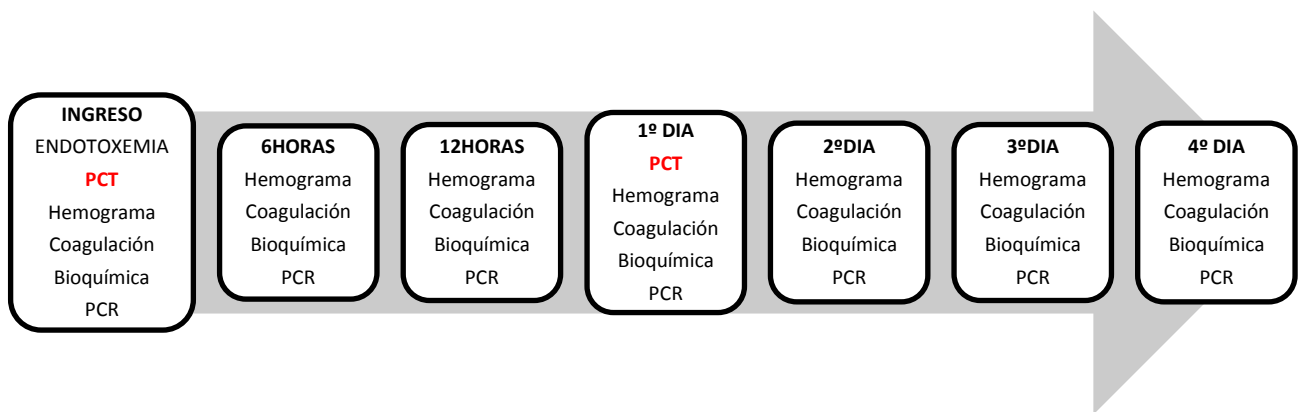 INGRESO
ENDOTOXEMIA
PCT
Hemograma
Coagulación
Bioquímica
PCR
6HORAS
Hemograma
Coagulación
Bioquímica
PCR
12HORAS
Hemograma
Coagulación
Bioquímica
PCR
1º DIA
PCT
Hemograma
Coagulación
Bioquímica
PCR
2ºDIA
Hemograma
Coagulación
Bioquímica
PCR
3ºDIA
Hemograma
Coagulación
Bioquímica
PCR
4º DIA
Hemograma
Coagulación
Bioquímica
PCR